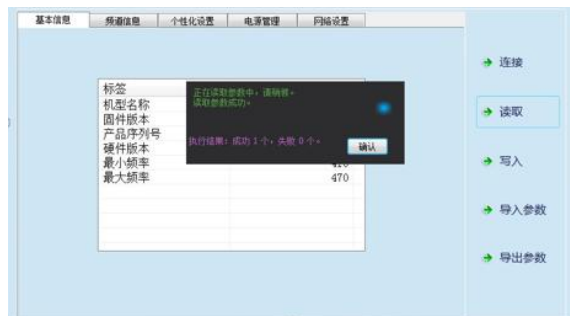 基本信息 频道信息 个性化设置 电源管理 网络设置
连接
读取
写入
导入参数
导出参数
标签
机型名称
固件版本
产品序列号
硬件版本
最小频率
最大频率 470
正在读取参数中，请稍候。
读取参数成功。
执行结果：成功 1 个，失败 0 个。
确认